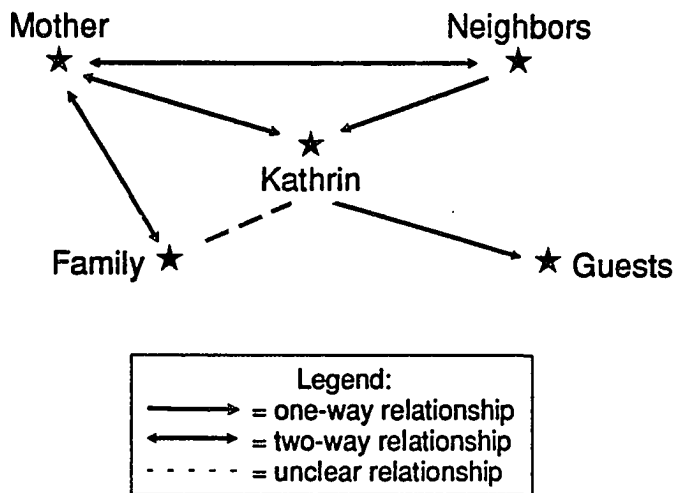 Mother
Neighbors
Kathrin
Family
Guests
Legend:
= one-way relationship
= two-way relationship
= unclear relationship